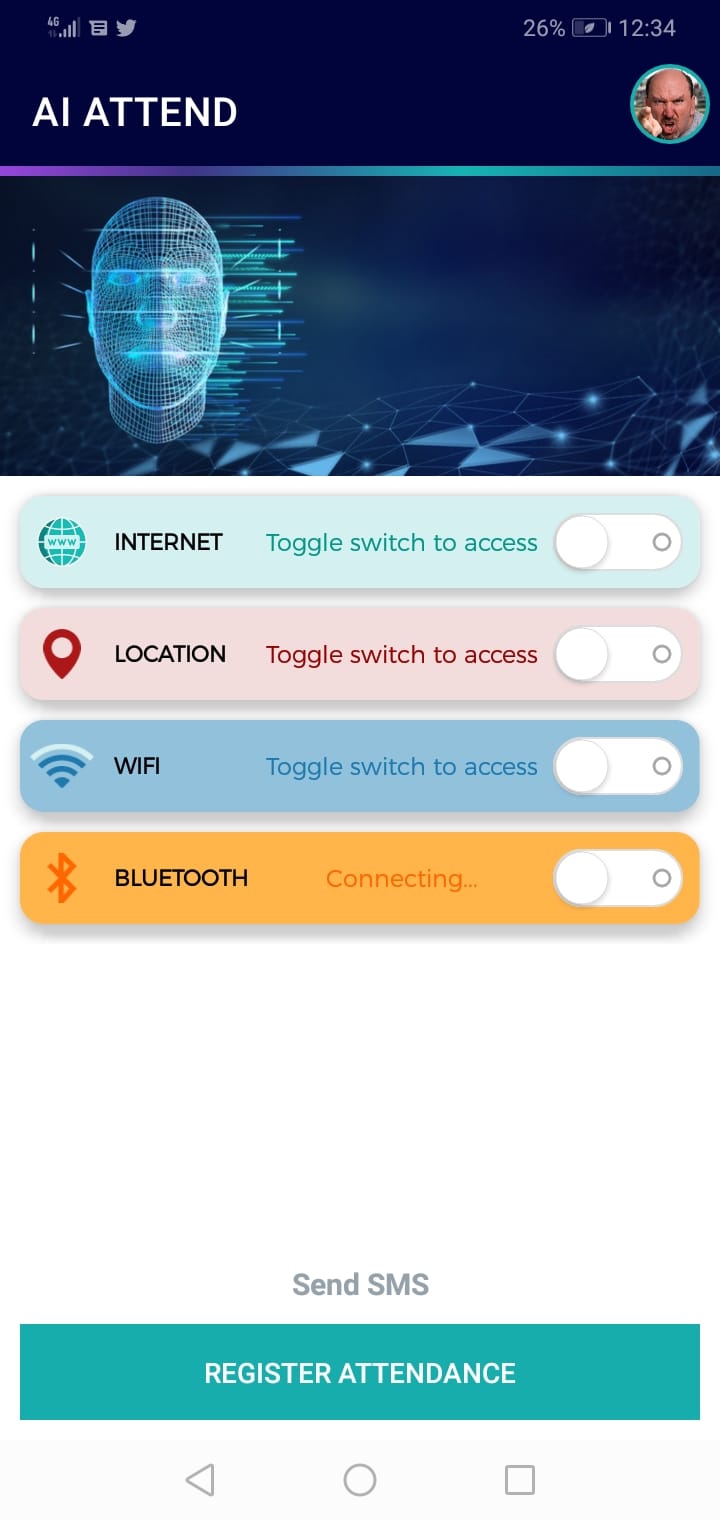 4G
26% 12:34
AI ATTEND
WWW INTERNET Toggle switch to access
LOCATION Toggle switch to access
WIFI Toggle switch to access
BLUETOOTH Connecting...
Send SMS
REGISTER ATTENDANCE